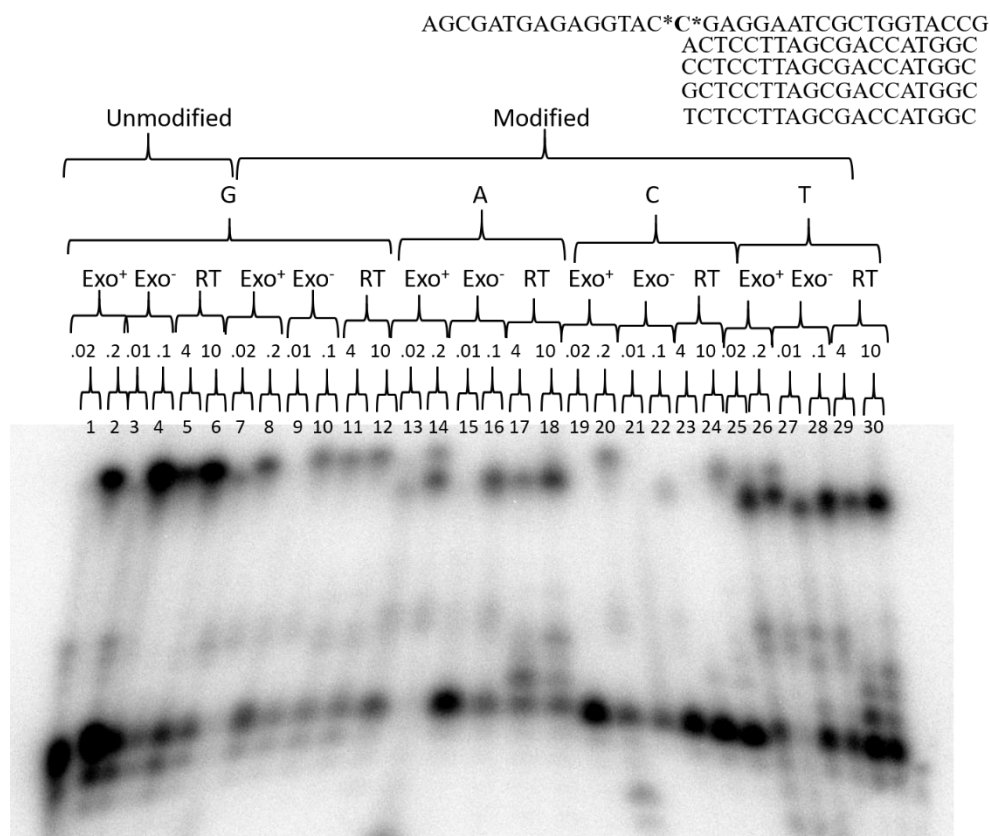 AGCGATGAGAGGTAC*C*GAGGAATCGCTGGTACCG
ACTCCTTAGCGACCATGGC
CCTCCTTAGCGACCATGGC
GCTCCTTAGCGACCATGGC
TCTCCTTAGCGACCATGGC
Unmodified Modified
G A C T
Exo+ Exo- RT Exo+ Exo- RT Exo+ Exo- RT Exo+ Exo- RT Exo+ Exo- RT
.02 .2 .01 .1 4 10 .02 .2 .01 .1 4 10 .02 .2 .01 .1 4 10 .02 .2 .01 .1 4 10 .02 .2 .01 .1 4 10
1 2 3 4 5 6 7 8 9 10 11 12 13 14 15 16 17 18 19 20 21 22 23 24 25 26 27 28 29 30